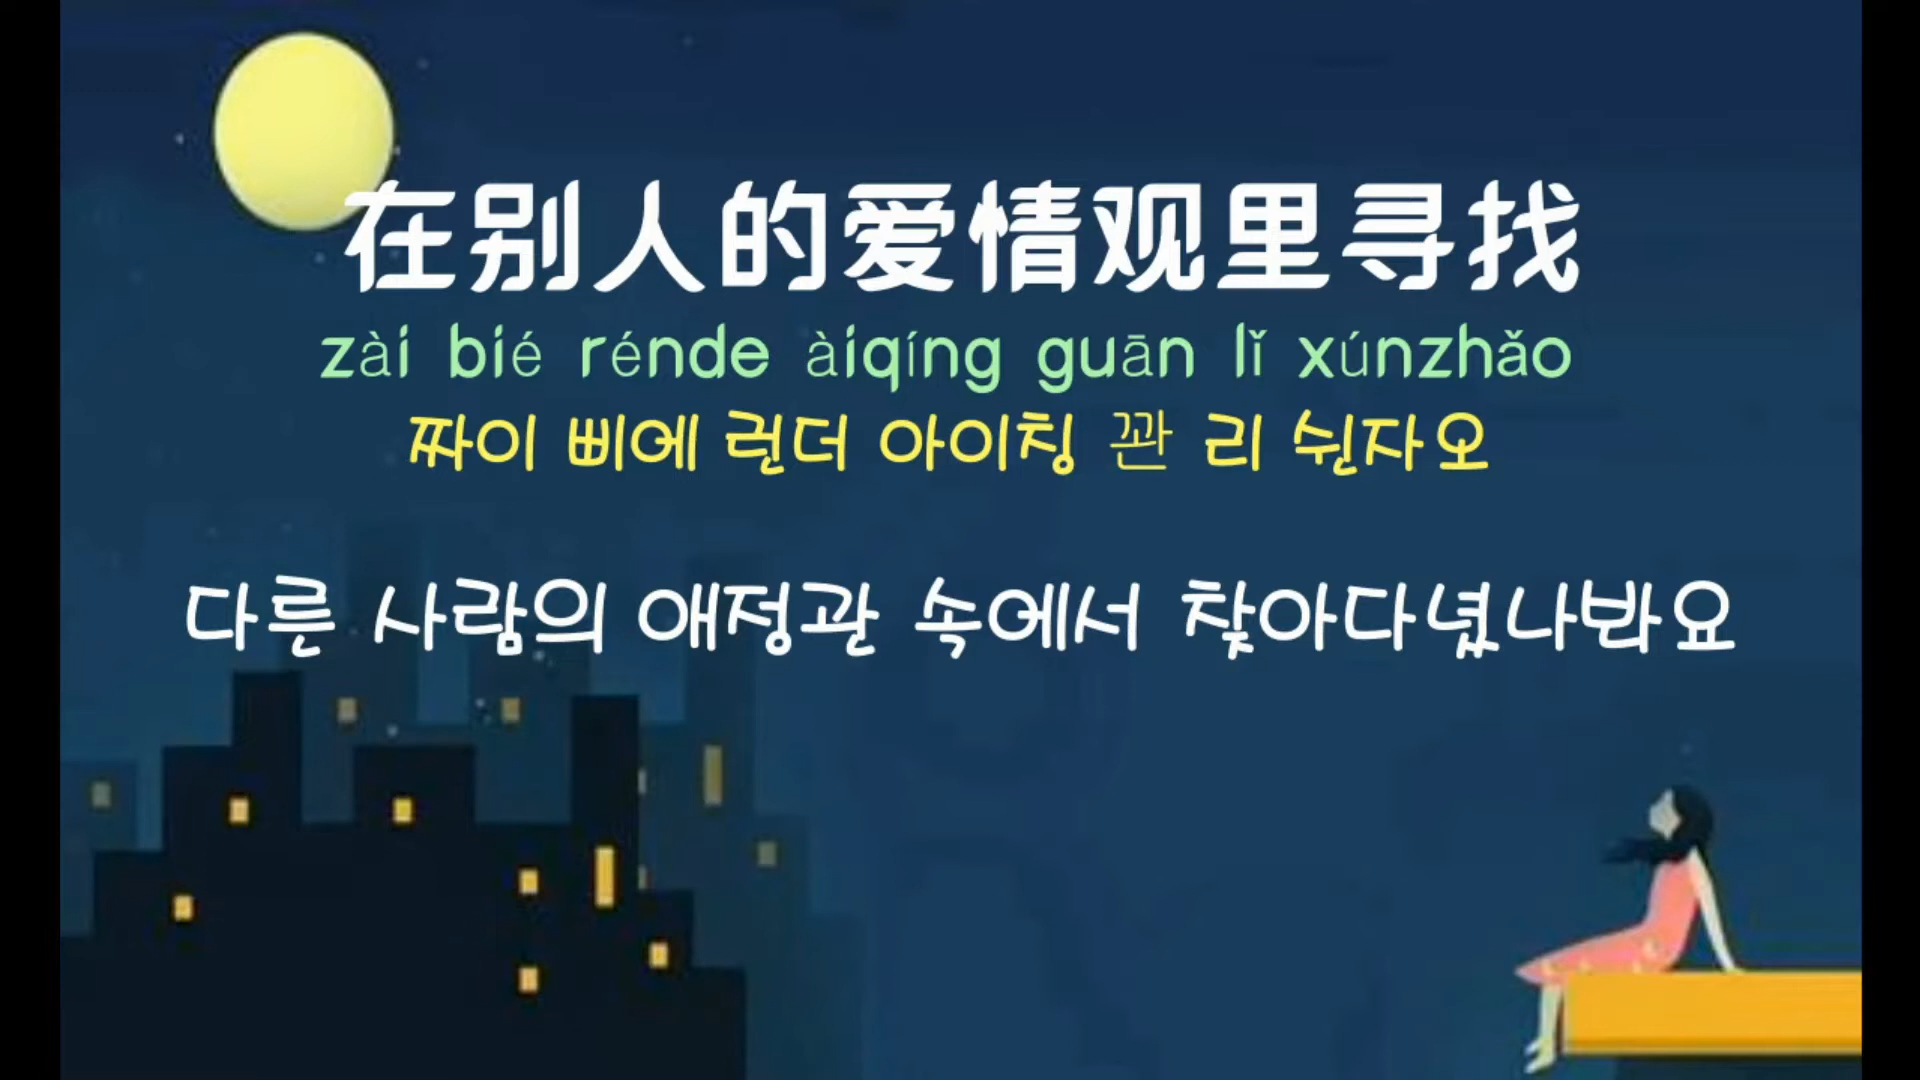 在别人的爱情观里寻找
zài bié rénde àiqíng guān lǐ xúnzhǎo
짜이 삐에 런더 아이칭 꽌 리 쉰자오
다른 사람의 애정관 속에서 찾아다녔나봐요